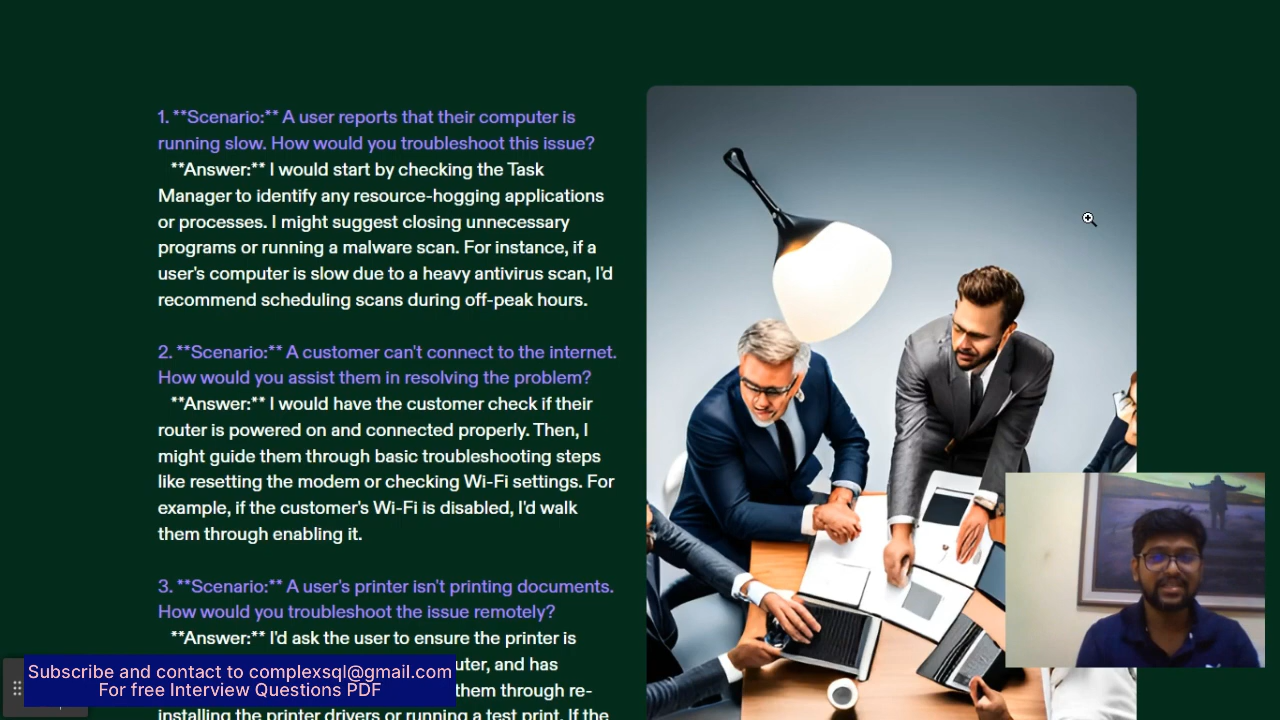 1. **Scenario:** A user reports that their computer is
running slow. How would you troubleshoot this issue?
**Answer:** I would start by checking the Task
Manager to identify any resource-hogging applications
or processes. I might suggest closing unnecessary
programs or running a malware scan. For instance, if a
user's computer is slow due to a heavy antivirus scan, I'd
recommend scheduling scans during off-peak hours.
2. **Scenario:** A customer can't connect to the internet.
How would you assist them in resolving the problem?
**Answer:** I would have the customer check if their
router is powered on and connected properly. Then, I
might guide them through basic troubleshooting steps
like resetting the modem or checking Wi-Fi settings. For
example, if the customer's Wi-Fi is disabled, I'd walk
them through enabling it.
3. **Scenario:** A user's printer isn't printing documents.
How would you troubleshoot the issue remotely?
**Answer:** I'd ask the user to ensure the printer is
and has
them through re-
installing the printer drivers or running a test print. If the
Subscribe and contact to complexsql@gmail.com
For free Interview Questions PDF